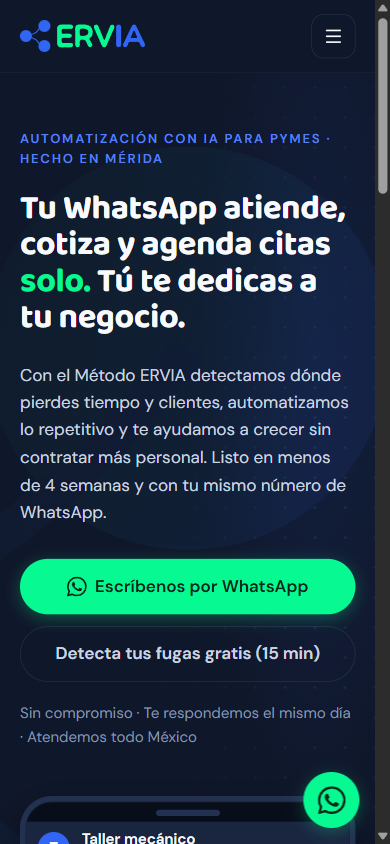 ERVIA
AUTOMATIZACIÓN CON IA PARA PYMES ·
HECHO EN MÉRIDA
Tu WhatsApp atiende,
cotiza y agenda citas
solo. Tú te dedicas a
tu negocio.
Con el Método ERVIA detectamos dónde
pierdes tiempo y clientes, automatizamos
lo repetitivo y te ayudamos a crecer sin
contratar más personal. Listo en menos
de 4 semanas y con tu mismo número de
WhatsApp.
Escríbenos por WhatsApp
Detecta tus fugas gratis (15 min)
Sin compromiso · Te respondemos el mismo día
· Atendemos todo México
Taller mecánico